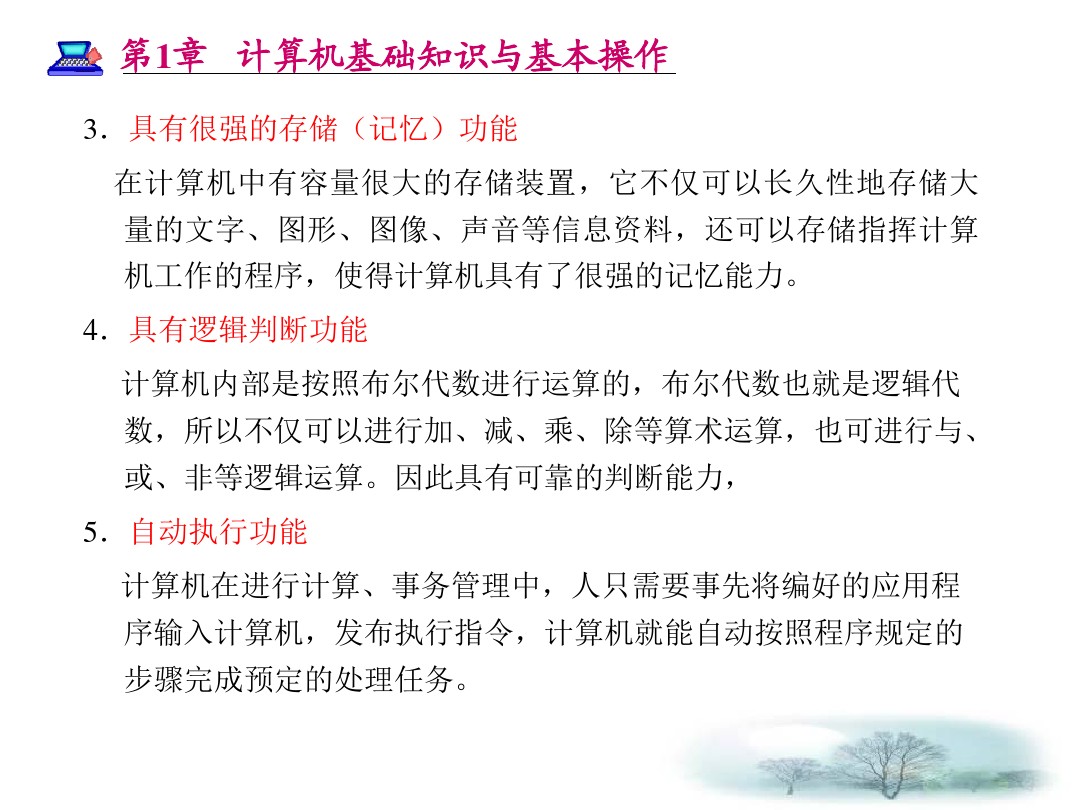 第1章 计算机基础知识与基本操作
3．具有很强的存储（记忆）功能
在计算机中有容量很大的存储装置，它不仅可以长久性地存储大
量的文字、图形、图像、声音等信息资料，还可以存储指挥计算
机工作的程序，使得计算机具有了很强的记忆能力。
4．具有逻辑判断功能
计算机内部是按照布尔代数进行运算的，布尔代数也就是逻辑代
数，所以不仅可以进行加、减、乘、除等算术运算，也可进行与、
或、非等逻辑运算。因此具有可靠的判断能力，
5．自动执行功能
计算机在进行计算、事务管理中，人只需要事先将编好的应用程
序输入计算机，发布执行指令，计算机就能自动按照程序规定的
步骤完成预定的处理任务。